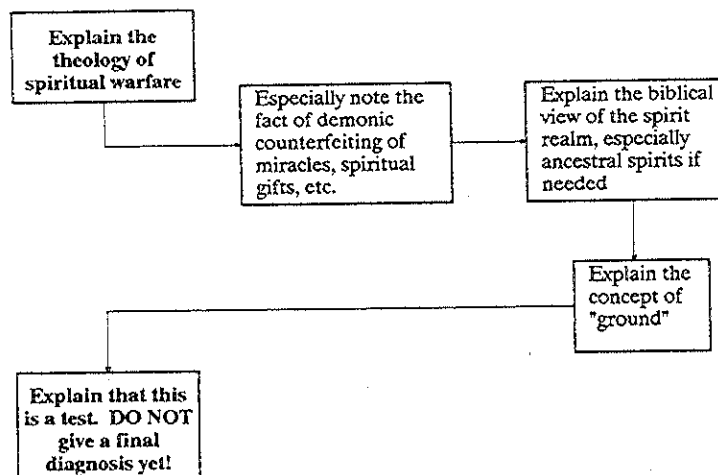 Explain the
theology of
spiritual warfare
Especially note the
fact of demonic
counterfeiting of
miracles, spiritual
gifts, etc.
Explain the biblical
view of the spirit
realm, especially
ancestral spirits if
needed
Explain the
concept of
"ground"
Explain that this
is a test. DO NOT
give a final
diagnosis yet!